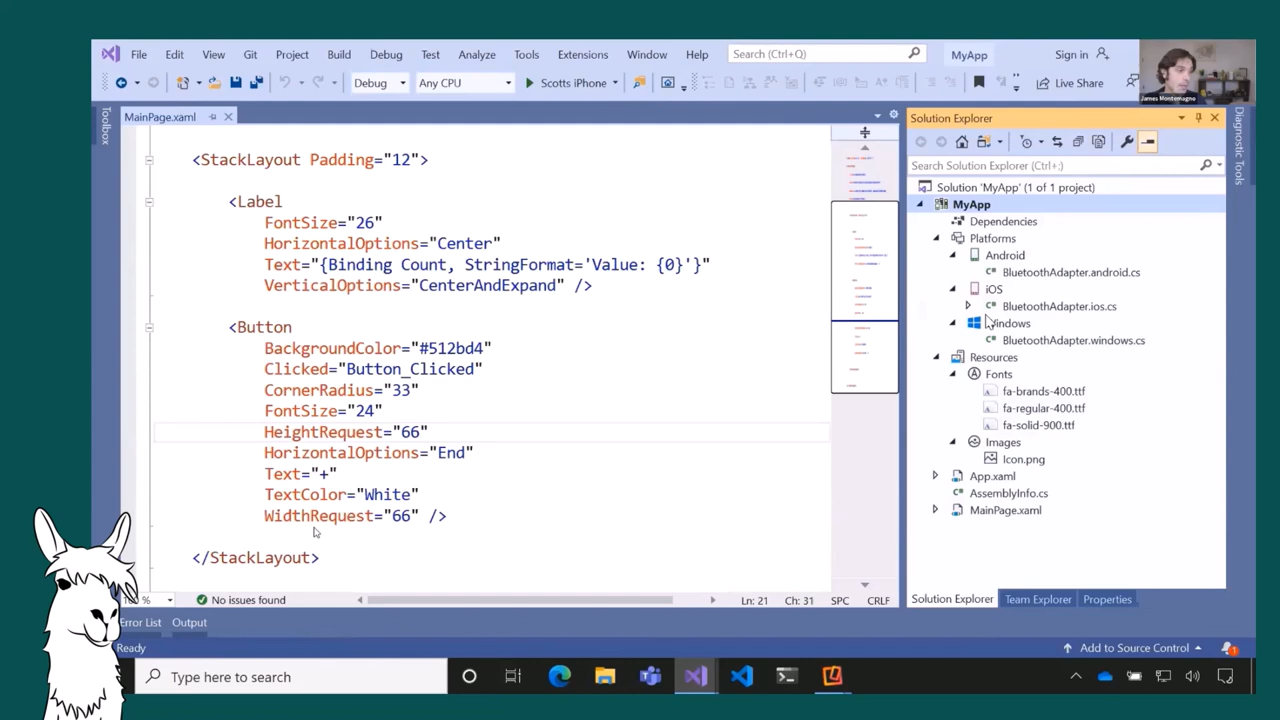 File Edit View Git Project Build Debug Test Analyze Tools Extensions Window Help Search (Ctrl+Q) MyApp Sign in
Debug Any CPU Scotts iPhone Live Share
James Montemagno
Toolbox
MainPage.xaml
<StackLayout Padding="12">
<Label
FontSize="26"
HorizontalOptions="Center"
Text="{Binding Count, StringFormat='Value: {0}'}"
VerticalOptions="CenterAndExpand" />
<Button
BackgroundColor="#512bd4"
Clicked="Button_Clicked"
CornerRadius="33"
FontSize="24"
HeightRequest="66"
HorizontalOptions="End"
Text="+"
TextColor="White"
WidthRequest="66" />
</StackLayout>
% No issues found Ln: 21 Ch: 31 SPC CRLF
Solution Explorer
Search Solution Explorer (Ctrl+;)
Solution 'MyApp' (1 of 1 project)
MyApp
Dependencies
Platforms
Android
BluetoothAdapter.android.cs
iOS
BluetoothAdapter.ios.cs
Windows
BluetoothAdapter.windows.cs
Resources
Fonts
fa-brands-400.ttf
fa-regular-400.ttf
fa-solid-900.ttf
Images
Icon.png
App.xaml
AssemblyInfo.cs
MainPage.xaml
Solution Explorer Team Explorer Properties
Diagnostic Tools
Error List Output
Ready Add to Source Control 1
Type here to search